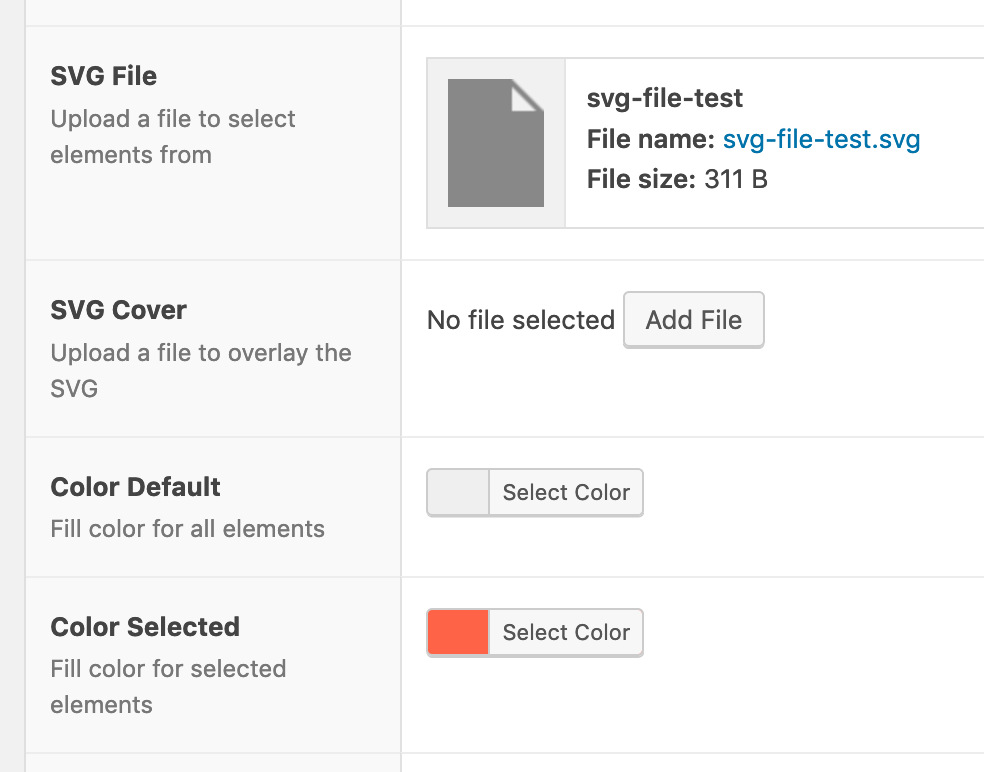 SVG File
Upload a file to select
elements from
svg-file-test
File name: svg-file-test.svg
File size: 311 B
SVG Cover
Upload a file to overlay the
SVG
No file selected Add File
Color Default
Fill color for all elements
Select Color
Color Selected
Fill color for selected
elements
Select Color